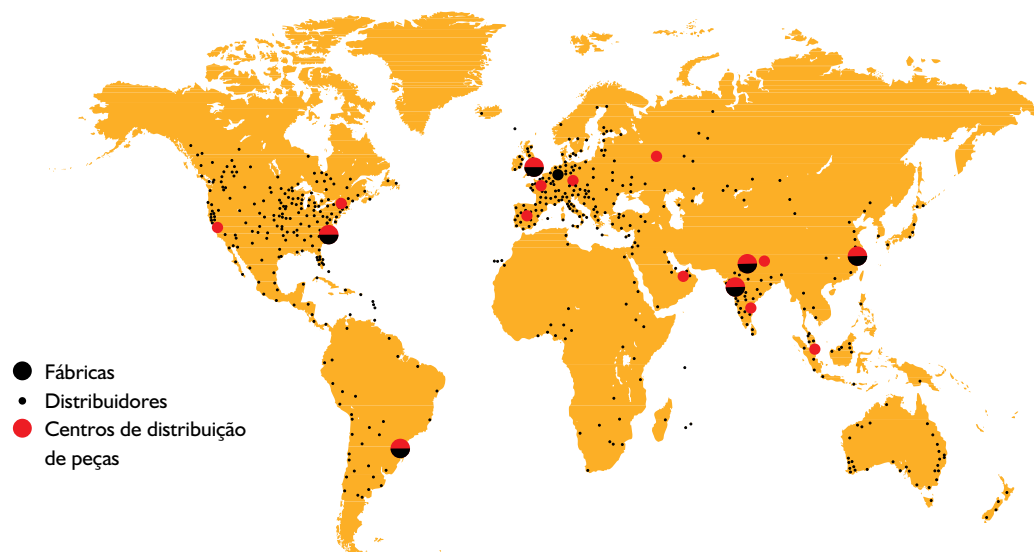 Fábricas
Distribuidores
Centros de distribuição
de peças